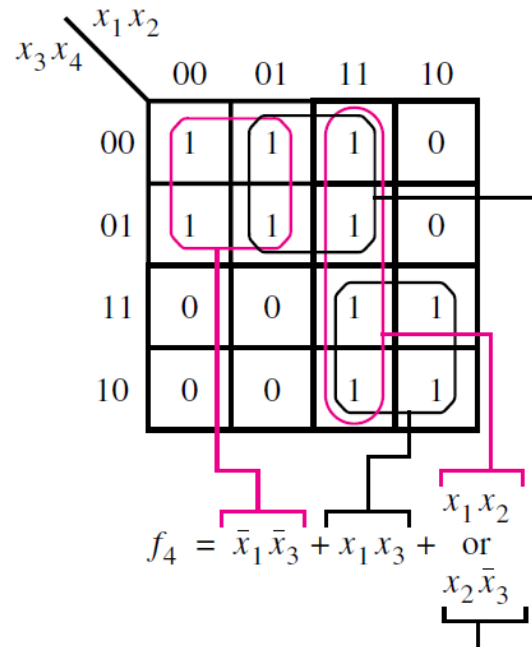 x₁x₂
x₃x₄
00 01 11 10
00 1 1 1 0
01 1 1 1 0
11 0 0 1 1
10 0 0 1 1
x₁x₂
f₄ = x̄₁x̄₃ + x₁x₃ + or
x₂x̄₃